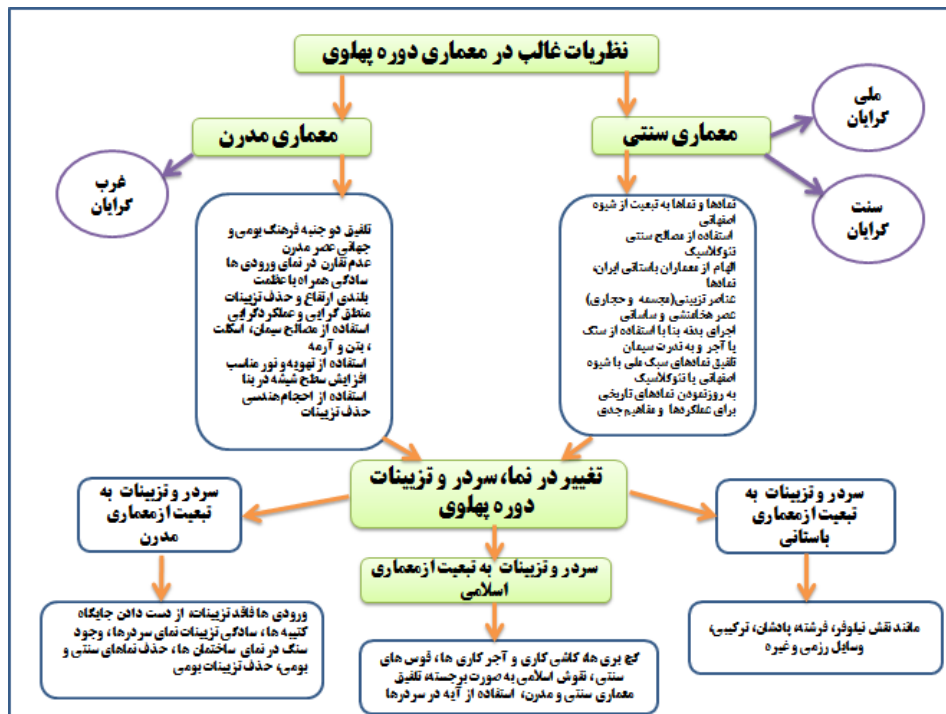 نظریات غالب در معماری دوره پهلوی
ملی
گرایان
معماری سنتی
معماری مدرن
سنت
گرایان
غرب
گرایان
نمادها و نماها به تبعیت از شیوه
اصفهانی
استفاده از مصالح سنتی
نئوکلاسیک
الهام از معماران باستانی ایران،
نمادها
عناصر تزیینی(مجسمه و حجاری)
عصر هخامنشی و ساسانی
اجرای بدنه بنا با استفاده از سنگ
یا آجر و به ندرت سیمان
تلفیق نمادهای سبک ملی با شیوه
اصفهانی یا نئوکلاسیک
به روزنمودن نمادهای تاریخی
برای عملکردها و مفاهیم جدی
تلفیق دو جنبه فرهنگ بومی و
جهانی عصر مدرن
عدم تقارن در نمای ورودی ها
سادگی همراه با عظمت
بلندی ارتفاع و حذف تزیینات
منطق گرایی و عملکردگرایی
استفاده از مصالح سیمان، اسکلت
، بتن و آرمه
استفاده از تهویه و نور مناسب
افزایش سطح شیشه در بنا
استفاده از احجام هندسی
حذف تزیینات
تغییر در نما، سردر و تزیینات
دوره پهلوی
سردر و تزیینات به
تبعیت از معماری
باستانی
سردر و تزیینات به
تبعیت از معماری
مدرن
سردر و تزیینات به تبعیت از معماری
اسلامی
مانند نقش نیلوفر، فرشته، پادشان، ترکیبی،
وسایل رزمی و غیره
گچ بری ها، کاشی کاری و آجر کاری ها، قوس های
سنتی، نقوش اسلامی به صورت برجسته، تلفیق
معماری سنتی و مدرن، استفاده از آیه در سردرها
ورودی ها فاقد تزیینات، از دست دادن جایگاه
کتیبه ها، سادگی تزیینات نمای سردرها، وجود
سنگ در نمای ساختمان ها، حذف نماهای سنتی و
بومی، حذف تزیینات بومی